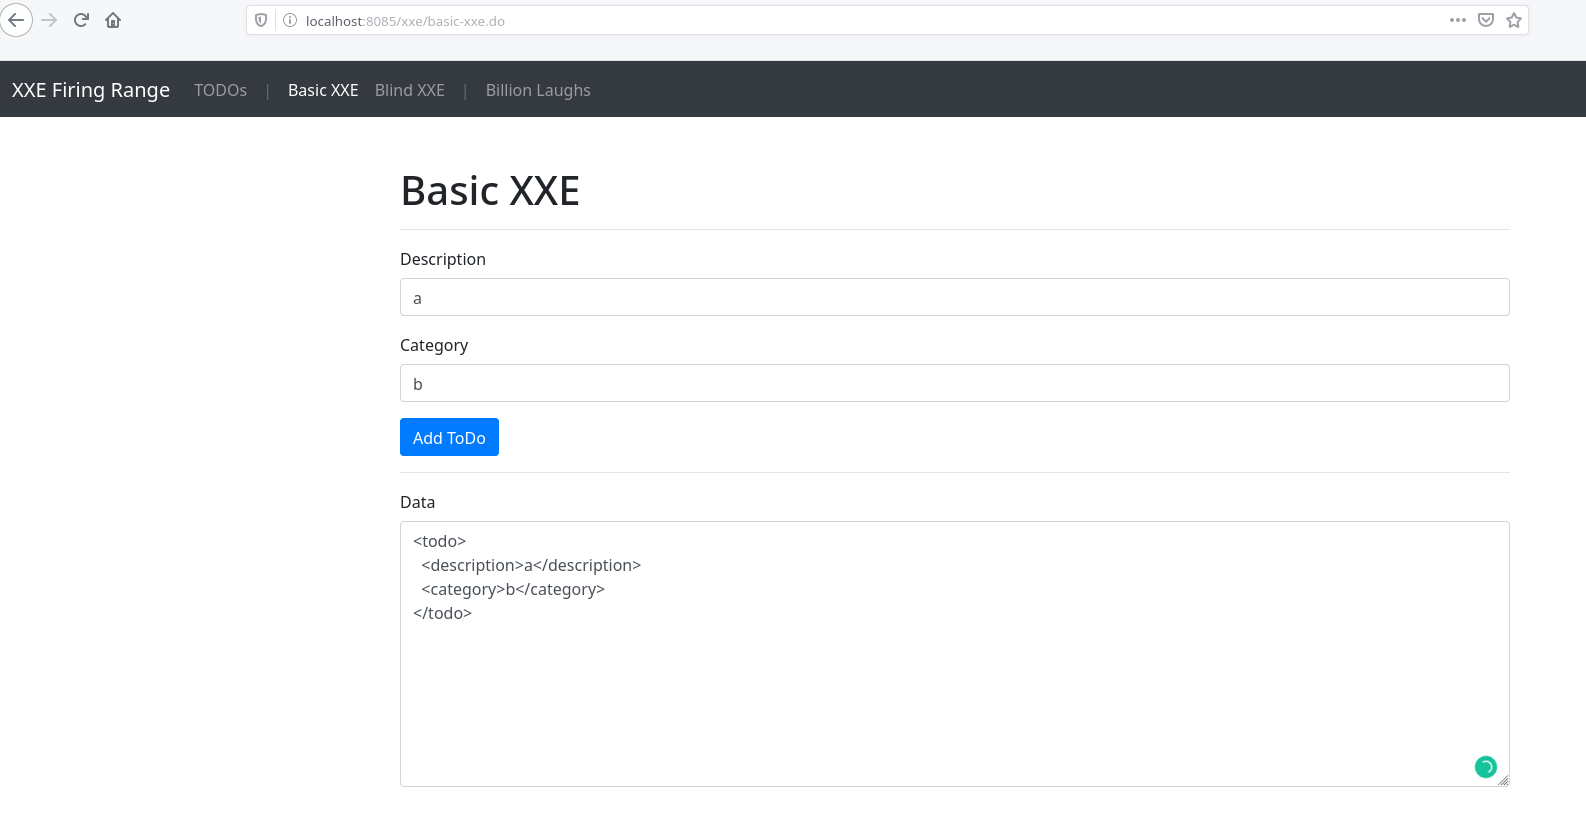 localhost:8085/xxe/basic-xxe.do
XXE Firing Range TODOs | Basic XXE Blind XXE | Billion Laughs
Basic XXE
Description
a
Category
b
Add ToDo
Data
<todo>
  <description>a</description>
  <category>b</category>
</todo>